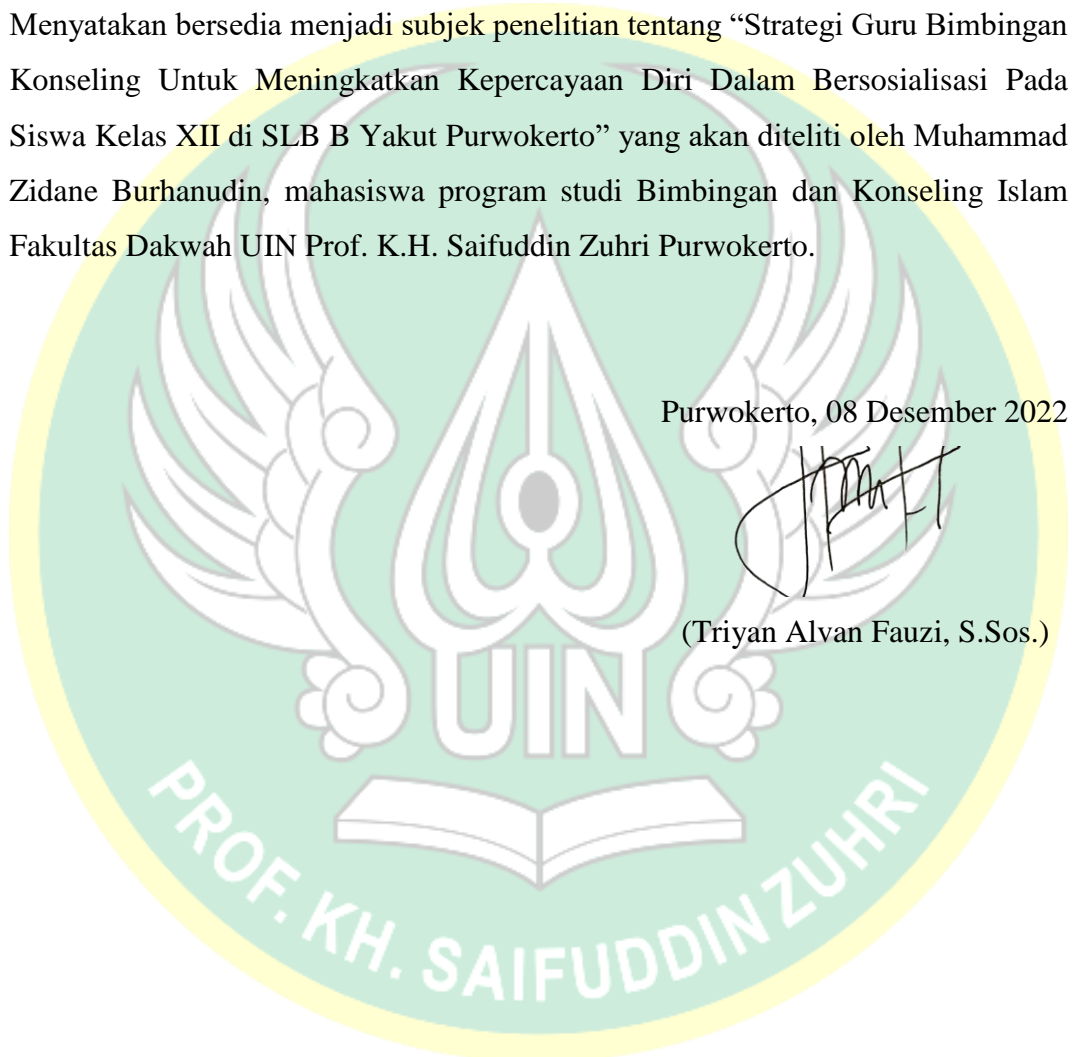 Menyatakan bersedia menjadi subjek penelitian tentang “Strategi Guru Bimbingan
Konseling Untuk Meningkatkan Kepercayaan Diri Dalam Bersosialisasi Pada
Siswa Kelas XII di SLB B Yakut Purwokerto” yang akan diteliti oleh Muhammad
Zidane Burhanudin, mahasiswa program studi Bimbingan dan Konseling Islam
Fakultas Dakwah UIN Prof. K.H. Saifuddin Zuhri Purwokerto.
Purwokerto, 08 Desember 2022
(Triyan Alvan Fauzi, S.Sos.)
UIN
PROF. KH. SAIFUDDIN ZUHRI